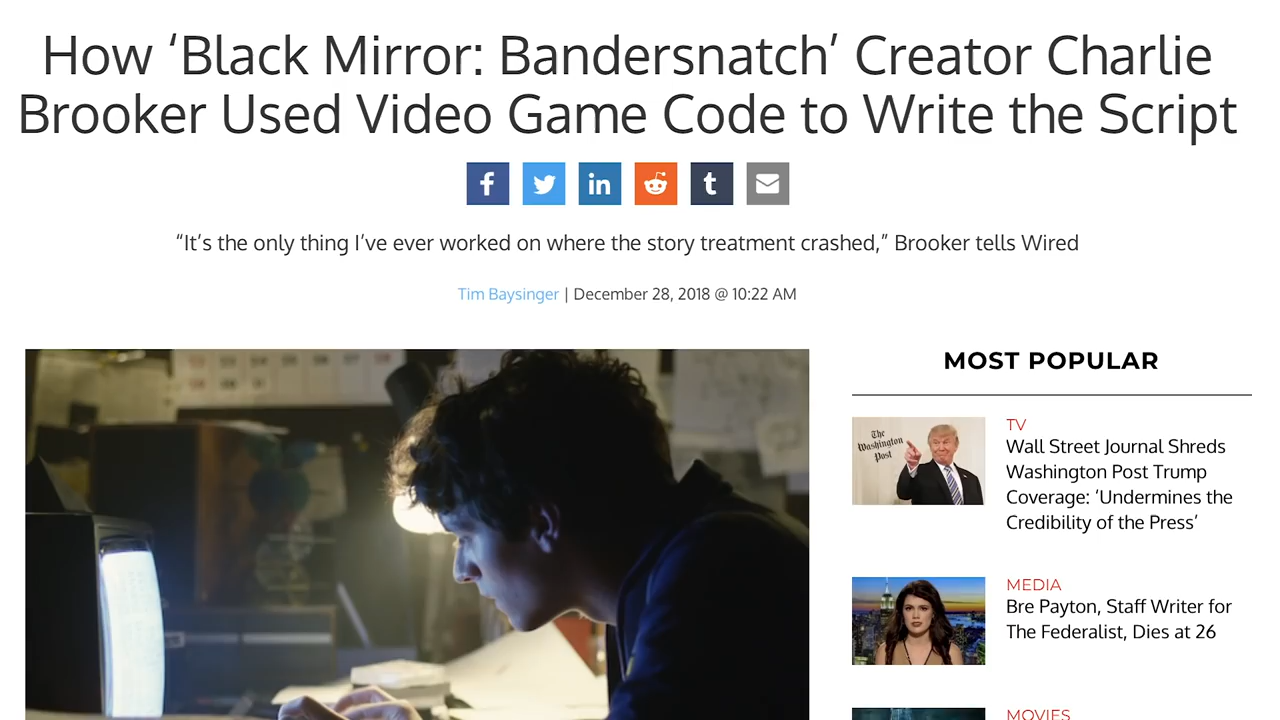 How ‘Black Mirror: Bandersnatch’ Creator Charlie
Brooker Used Video Game Code to Write the Script
“It’s the only thing I’ve ever worked on where the story treatment crashed,” Brooker tells Wired
Tim Baysinger | December 28, 2018 @ 10:22 AM
MOST POPULAR
The
Washington
Post
TV
Wall Street Journal Shreds
Washington Post Trump
Coverage: ‘Undermines the
Credibility of the Press’
MEDIA
Bre Payton, Staff Writer for
The Federalist, Dies at 26
MOVIES